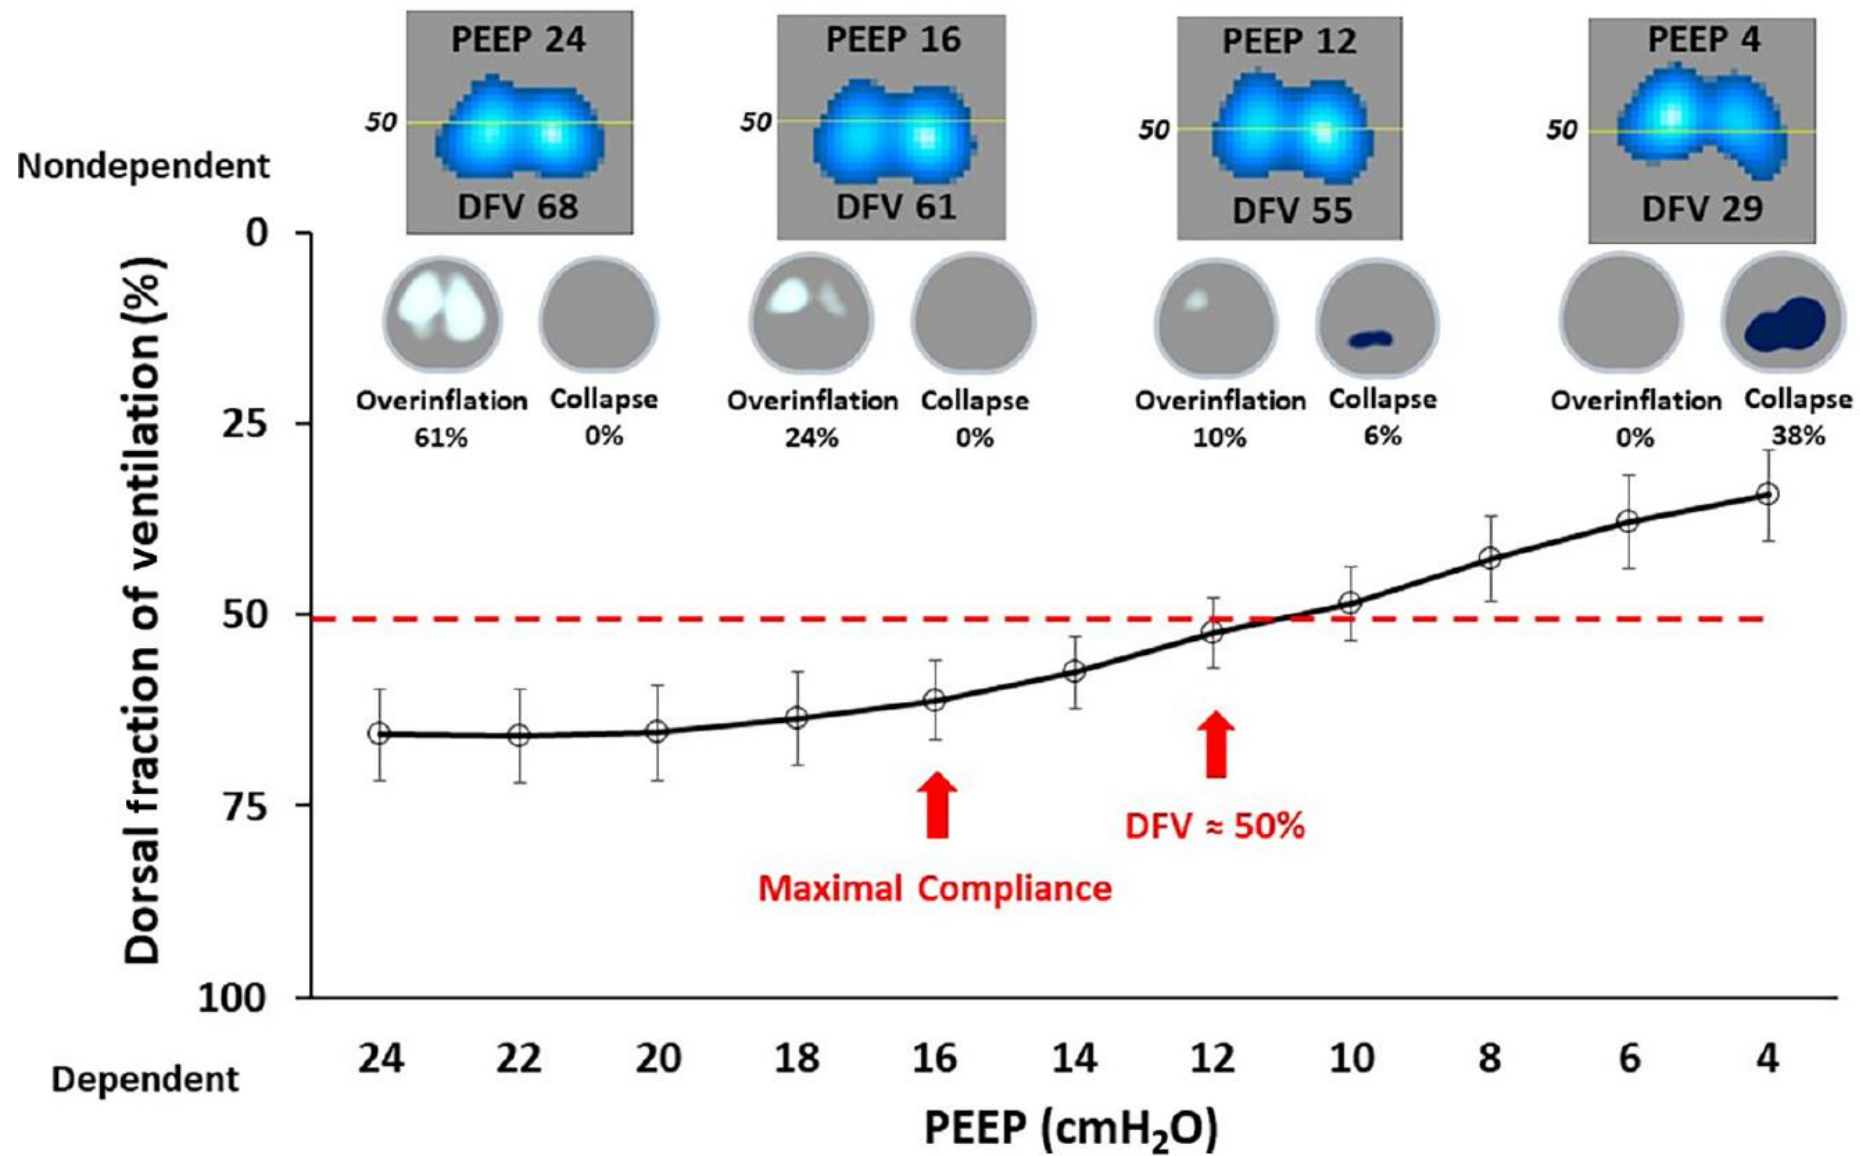 PEEP 24
50
DFV 68
PEEP 16
50
DFV 61
PEEP 12
50
DFV 55
PEEP 4
50
DFV 29
Nondependent
Overinflation
61%
Collapse
0%
Overinflation
24%
Collapse
0%
Overinflation
10%
Collapse
6%
Overinflation
0%
Collapse
38%
Dorsal fraction of ventilation (%)
0
25
50
75
100
Maximal Compliance
DFV ≈ 50%
Dependent
24 22 20 18 16 14 12 10 8 6 4
PEEP (cmH₂O)